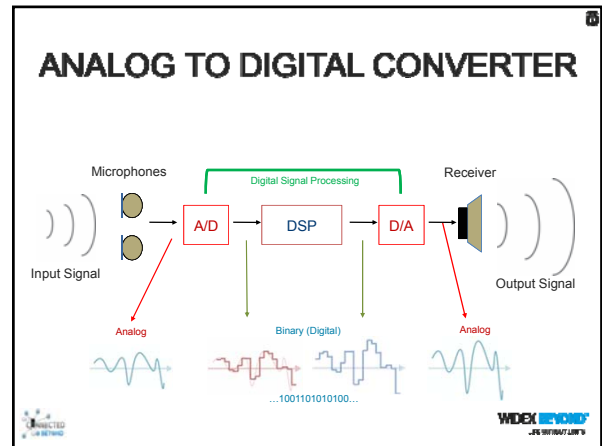 ANALOG TO DIGITAL CONVERTER
Microphones
Digital Signal Processing
Receiver
A/D
DSP
D/A
Input Signal
Output Signal
Analog
Binary (Digital)
Analog
...1001101010100...
WIDEX BEYOND